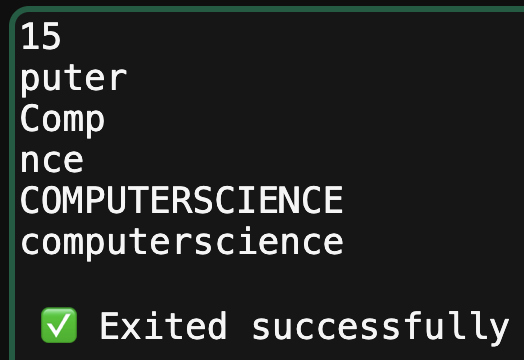 15
puter
Comp
nce
COMPUTERSCIENCE
computerscience
✅ Exited successfully